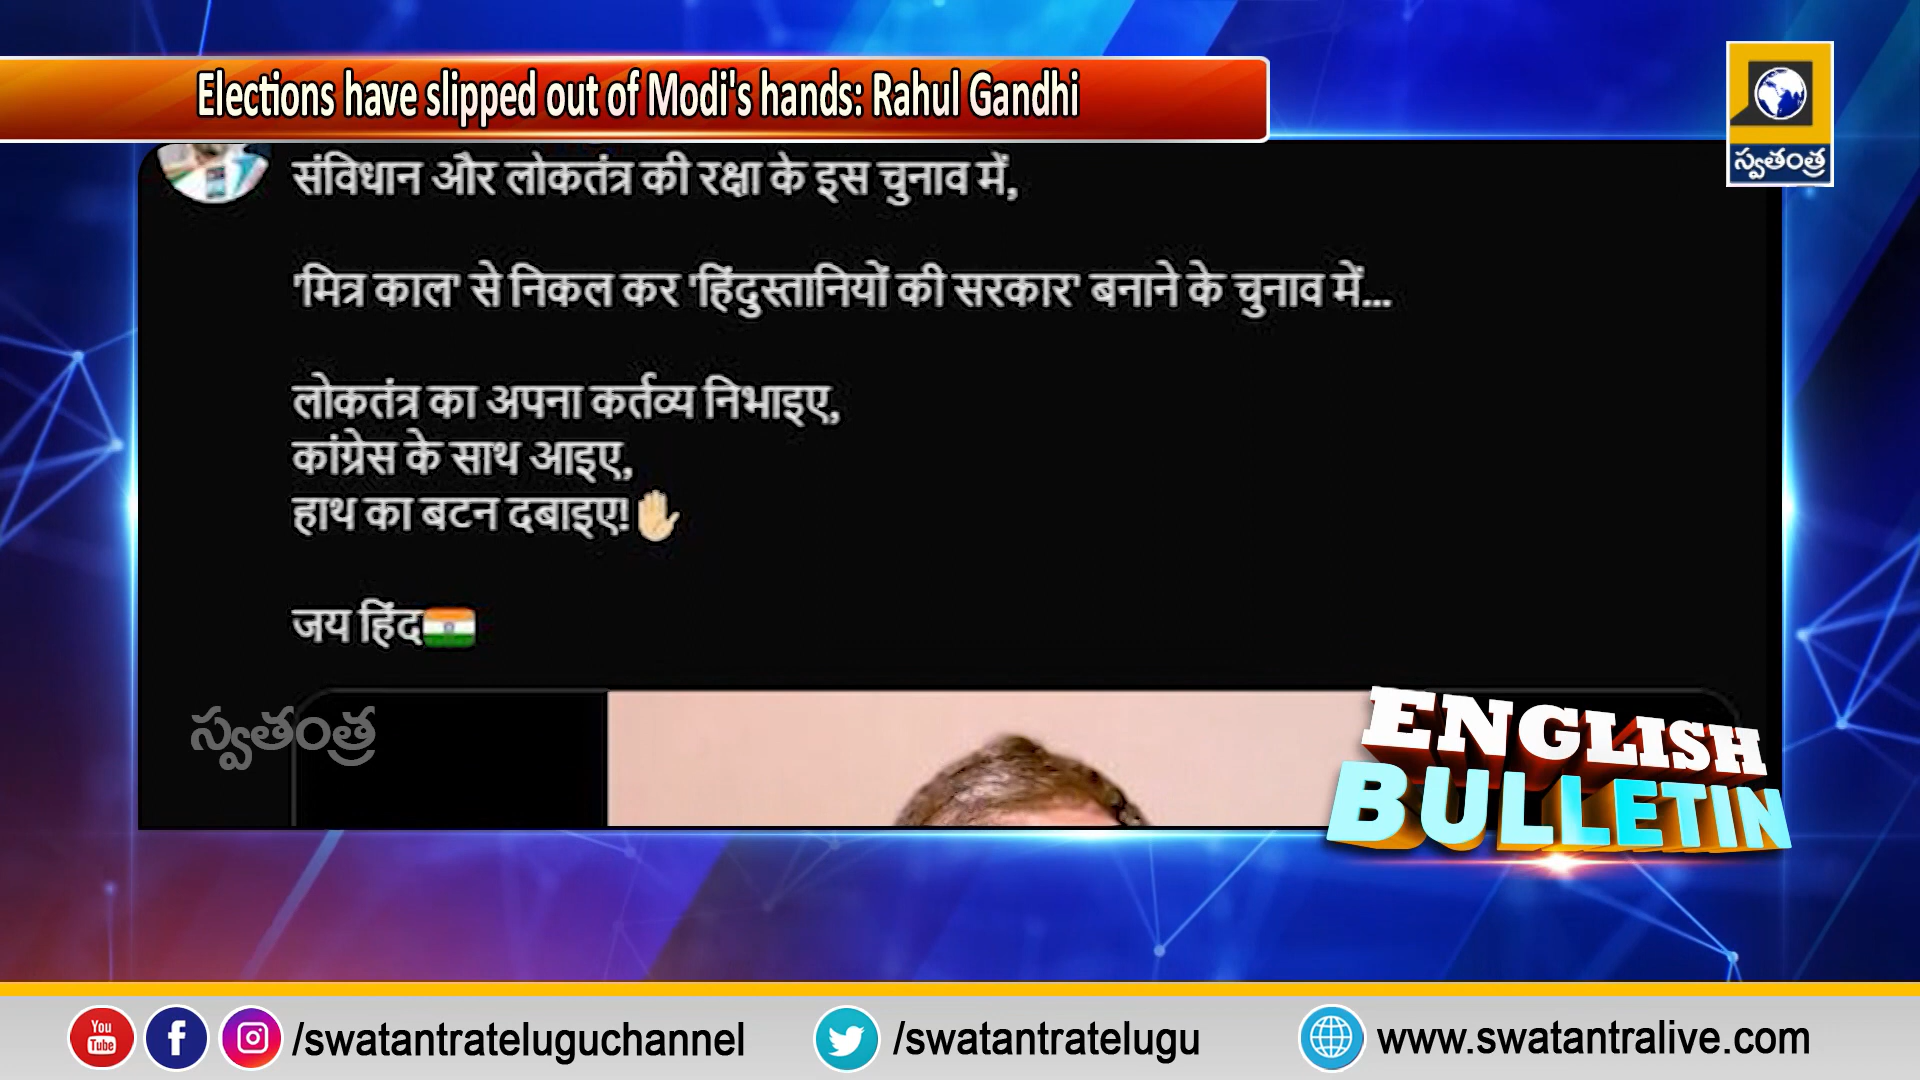 Elections have slipped out of Modi's hands: Rahul Gandhi
స్వతంత్ర
संविधान और लोकतंत्र की रक्षा के इस चुनाव में,
'मित्र काल' से निकल कर 'हिंदुस्तानियों की सरकार' बनाने के चुनाव में...
लोकतंत्र का अपना कर्तव्य निभाइए,
कांग्रेस के साथ आइए,
हाथ का बटन दबाइए!✋🏼
जय हिंद🇮🇳
స్వతంత్ర
ENGLISH
BULLETIN
You Tube /swatantrateluguchannel /swatantratelugu www.swatantralive.com